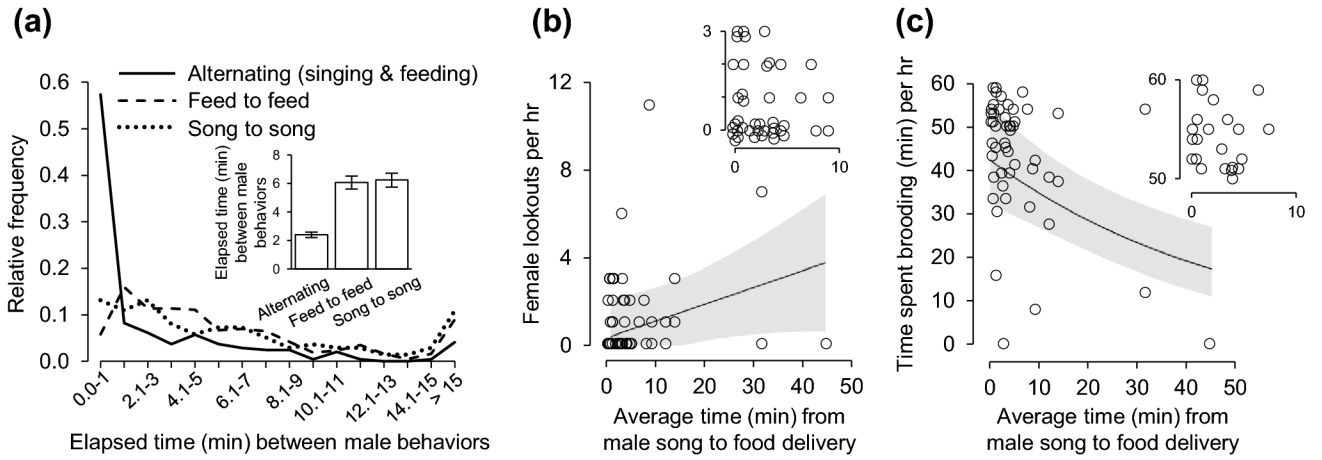 (a)
Alternating (singing & feeding)
Feed to feed
Song to song
0.6
0.5
0.4
0.3
0.2
0.1
0.0
Relative frequency
0.0-1
2.1-3
4.1-5
6.1-7
8.1-9
10.1-11
12.1-13
14.1-15
> 15
Elapsed time (min) between male behaviors
Elapsed time (min)
between male
behaviors
8
6
4
2
0
Alternating
Feed to feed
Song to song
(b)
Female lookouts per hr
12
8
4
0
0
10
20
30
40
50
Average time (min) from
male song to food delivery
3
0
0
10
(c)
Time spent brooding (min) per hr
60
50
40
30
20
10
0
0
10
20
30
40
50
Average time (min) from
male song to food delivery
60
50
0
10